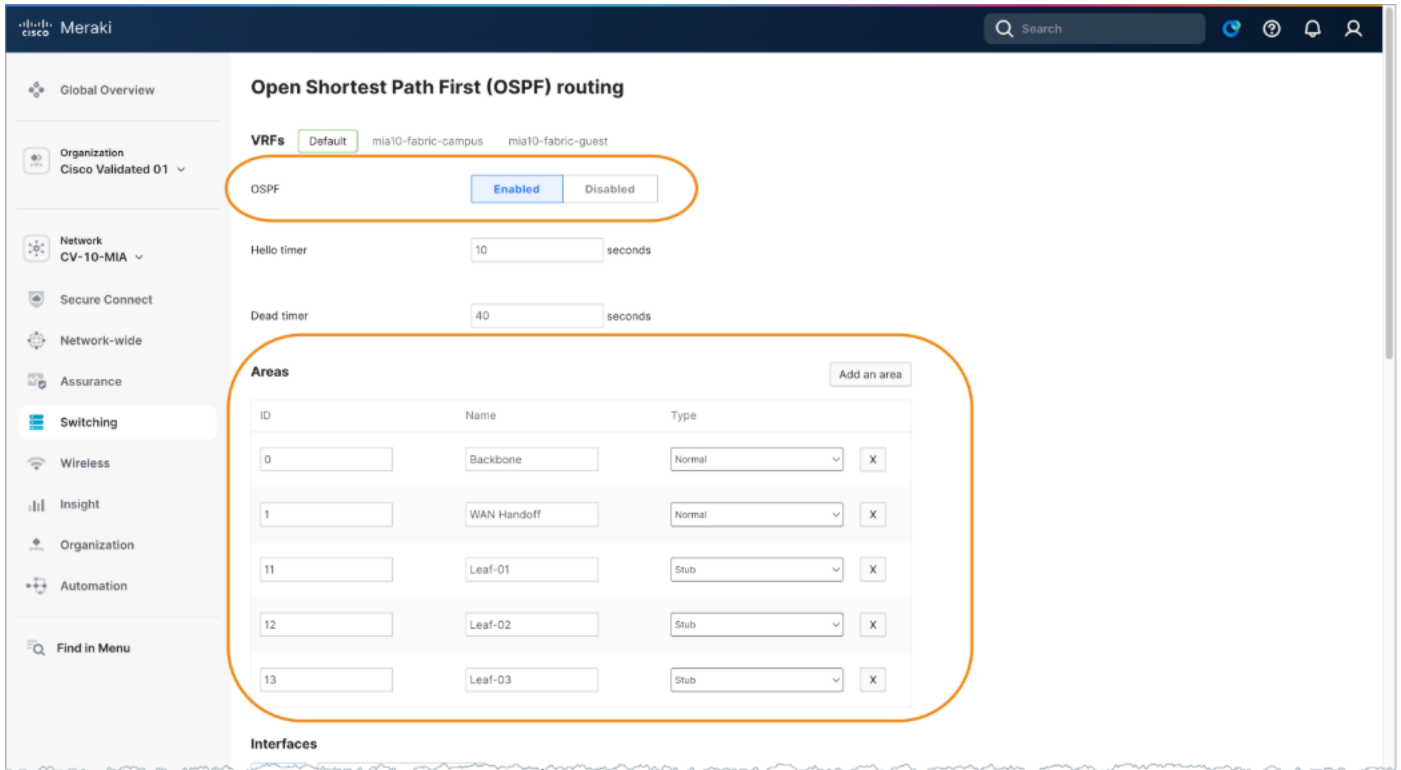 CISCO Meraki
Search
Global Overview
Organization
Cisco Validated 01
Network
CV-10-MIA
Secure Connect
Network-wide
Assurance
Switching
Wireless
Insight
Organization
Automation
Find in Menu
Open Shortest Path First (OSPF) routing
VRFs Default mia10-fabric-campus mia10-fabric-guest
OSPF Enabled Disabled
Hello timer 10 seconds
Dead timer 40 seconds
Areas Add an area
ID Name Type
0 Backbone Normal X
1 WAN Handoff Normal X
11 Leaf-01 Stub X
12 Leaf-02 Stub X
13 Leaf-03 Stub X
Interfaces